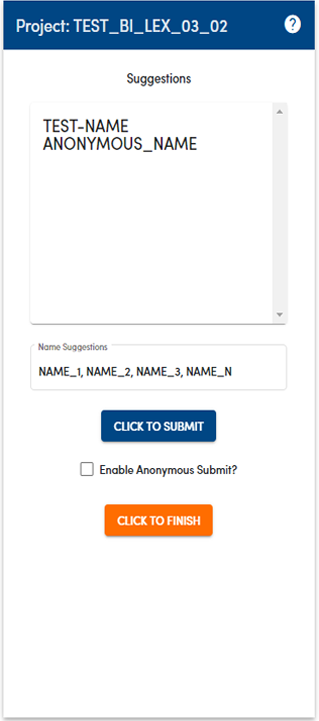 Project: TEST_BI_LEX_03_02
?
Suggestions
TEST-NAME
ANONYMOUS_NAME
Name Suggestions
NAME_1, NAME_2, NAME_3, NAME_N
CLICK TO SUBMIT
Enable Anonymous Submit?
CLICK TO FINISH